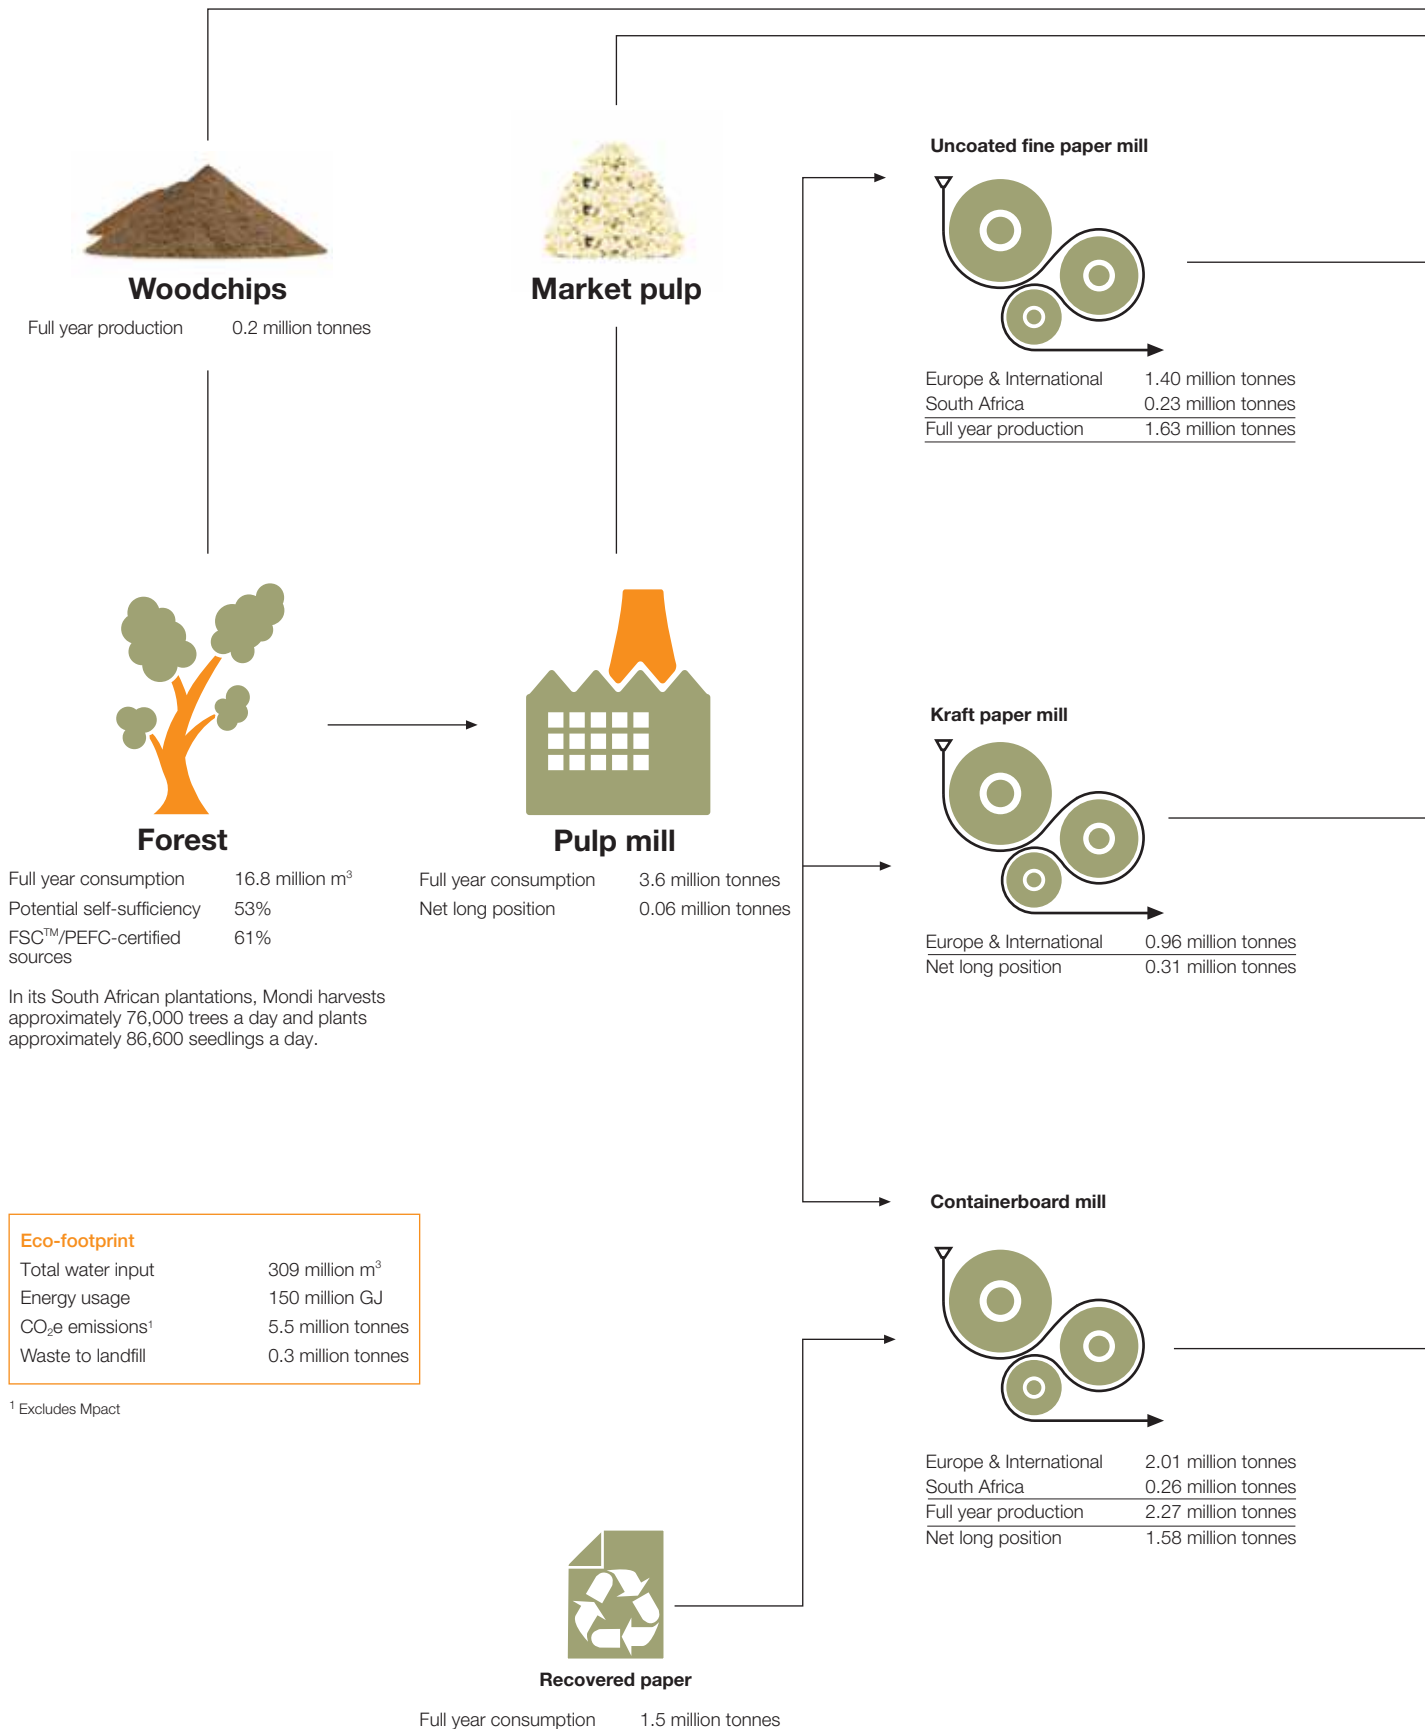 Woodchips
Full year production 0.2 million tonnes
Market pulp
Uncoated fine paper mill
Europe & International 1.40 million tonnes
South Africa 0.23 million tonnes
Full year production 1.63 million tonnes
Forest
Full year consumption 16.8 million m³
Potential self-sufficiency 53%
FSC™/PEFC-certified 61%
sources
In its South African plantations, Mondi harvests
approximately 76,000 trees a day and plants
approximately 86,600 seedlings a day.
Pulp mill
Full year consumption 3.6 million tonnes
Net long position 0.06 million tonnes
Kraft paper mill
Europe & International 0.96 million tonnes
Net long position 0.31 million tonnes
Eco-footprint
Total water input 309 million m³
Energy usage 150 million GJ
CO₂e emissions¹ 5.5 million tonnes
Waste to landfill 0.3 million tonnes
¹ Excludes Mpact
Containerboard mill
Europe & International 2.01 million tonnes
South Africa 0.26 million tonnes
Full year production 2.27 million tonnes
Net long position 1.58 million tonnes
Recovered paper
Full year consumption 1.5 million tonnes